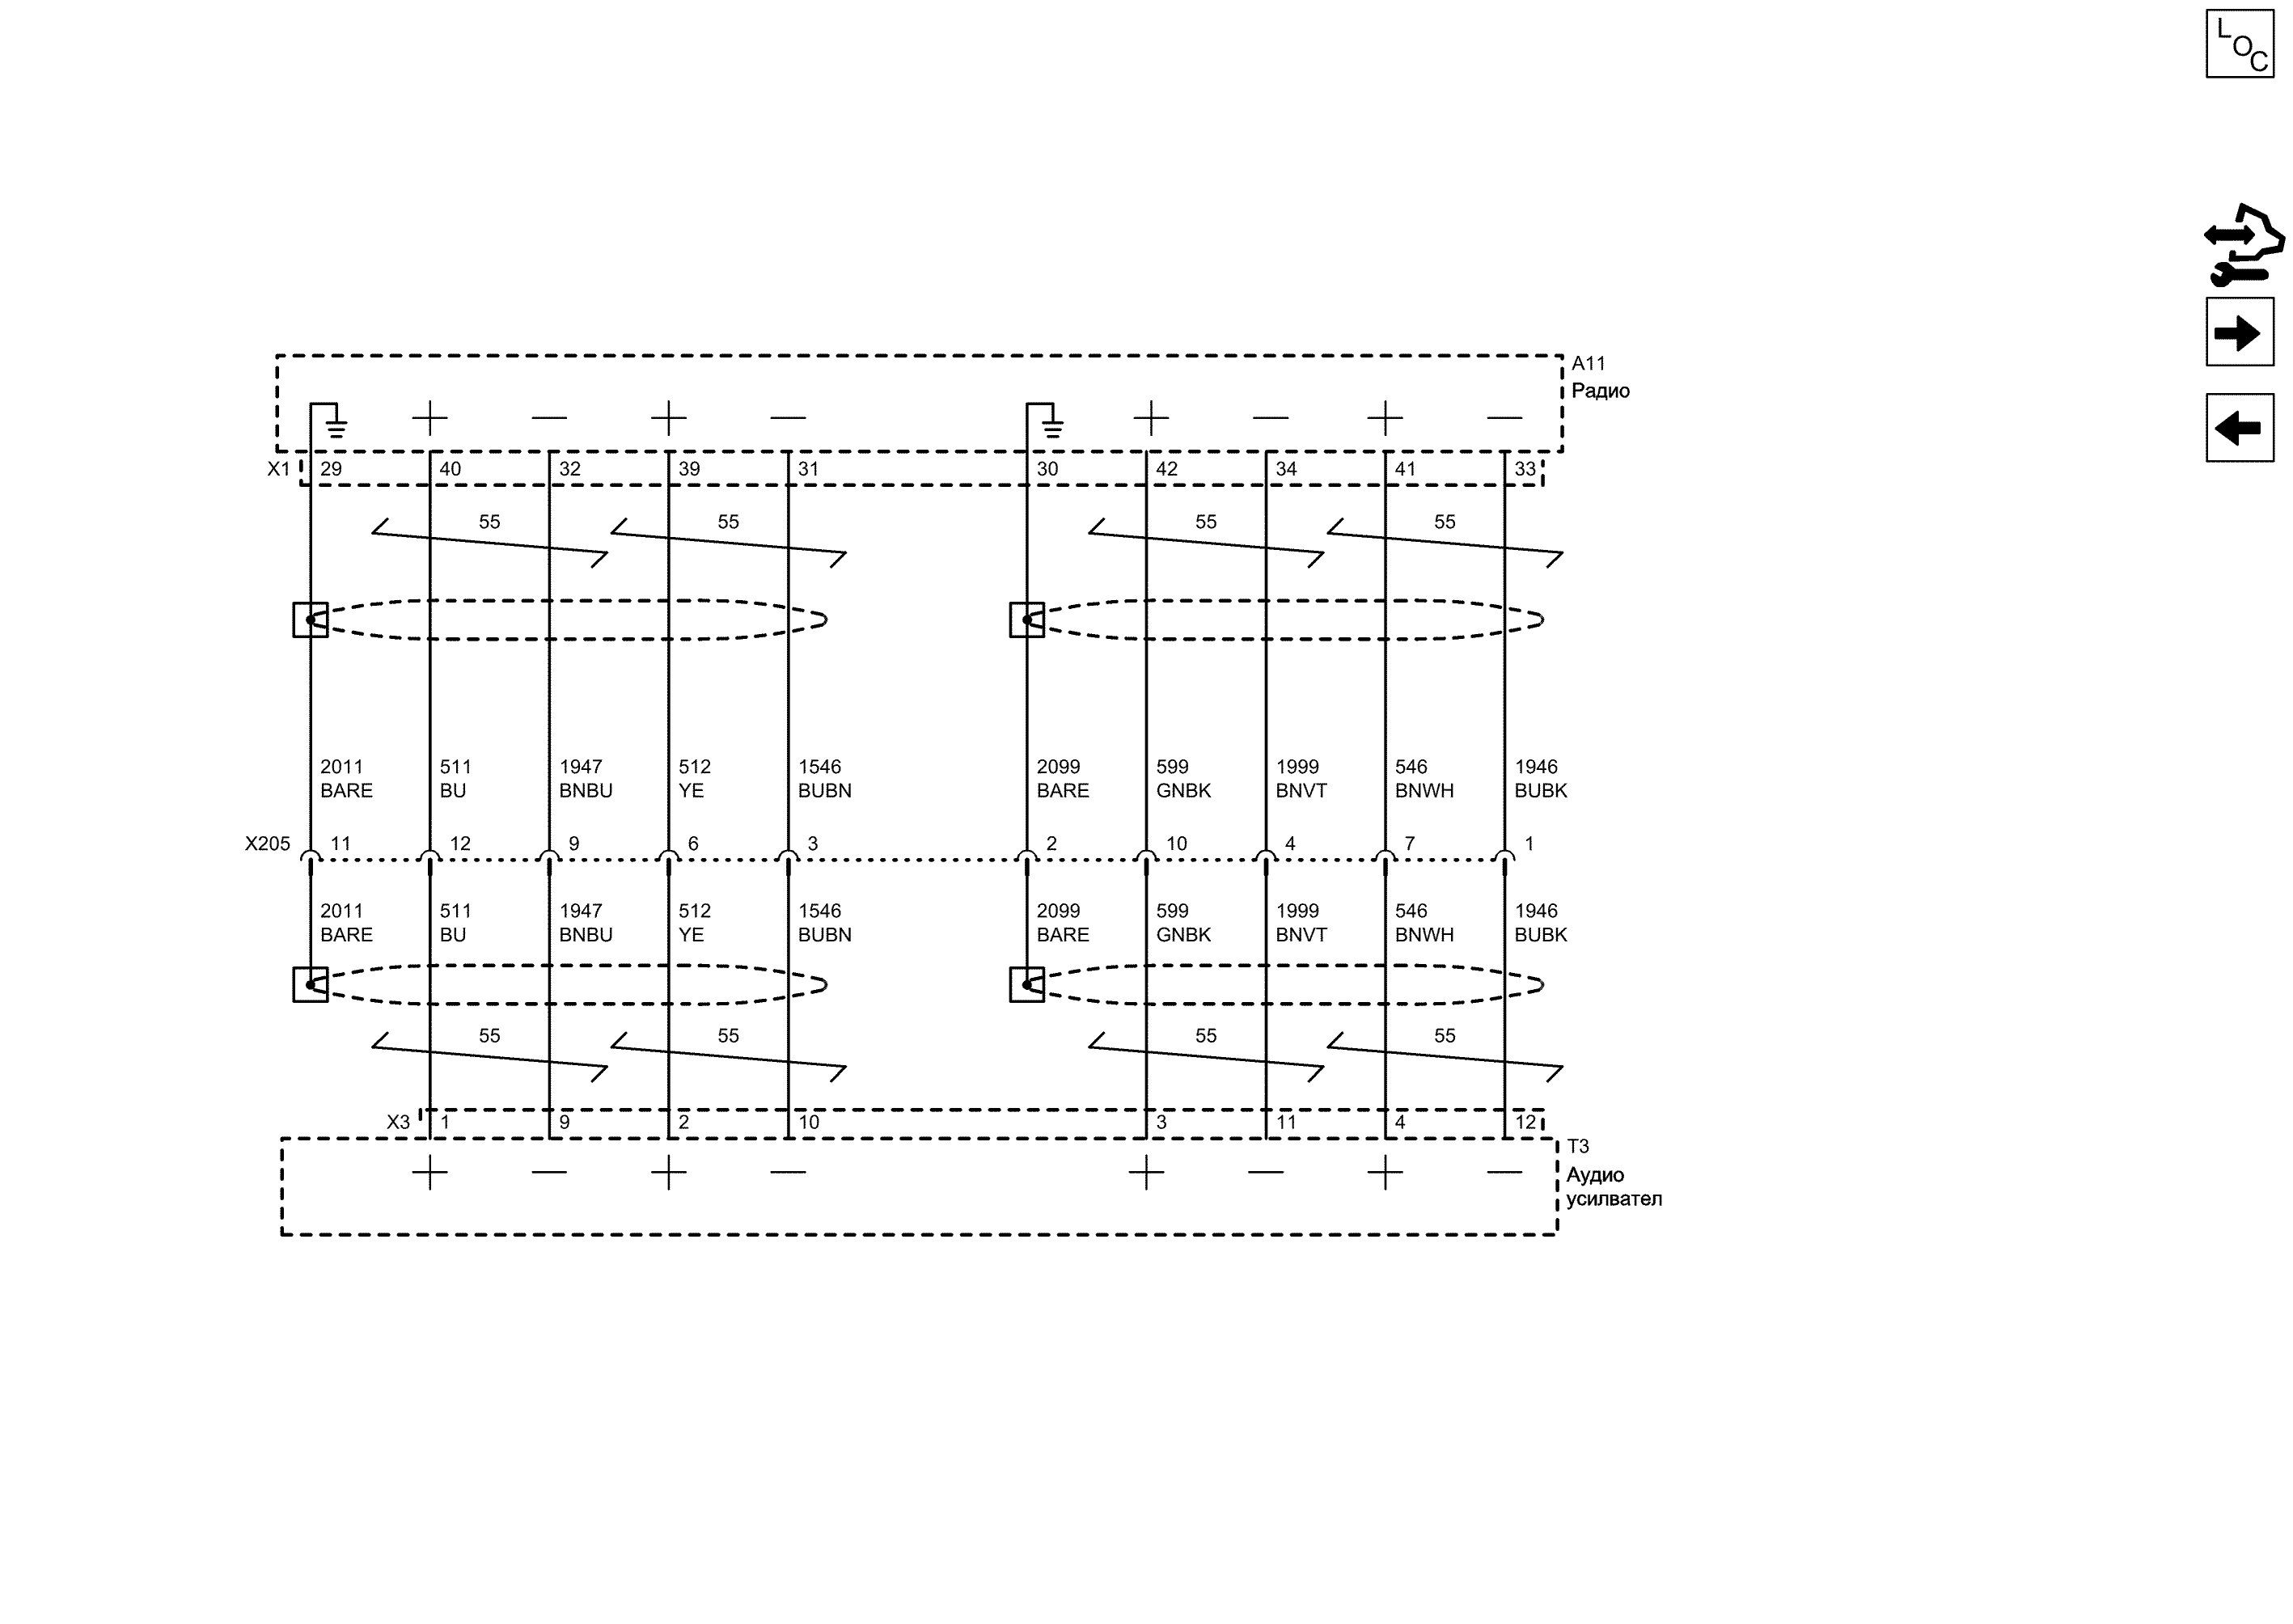 LOC
A11
Радио
X1 29 40 32 39 31 30 42 34 41 33
55 55 55 55
2011 511 1947 512 1546 2099 599 1999 546 1946
BARE BU BNBU YE BUBN BARE GNBK BNVT BNWH BUBK
X205 11 12 9 6 3 2 10 4 7 1
2011 511 1947 512 1546 2099 599 1999 546 1946
BARE BU BNBU YE BUBN BARE GNBK BNVT BNWH BUBK
55 55 55 55
X3 1 9 2 10 3 11 4 12
T3
Аудио
усилвател